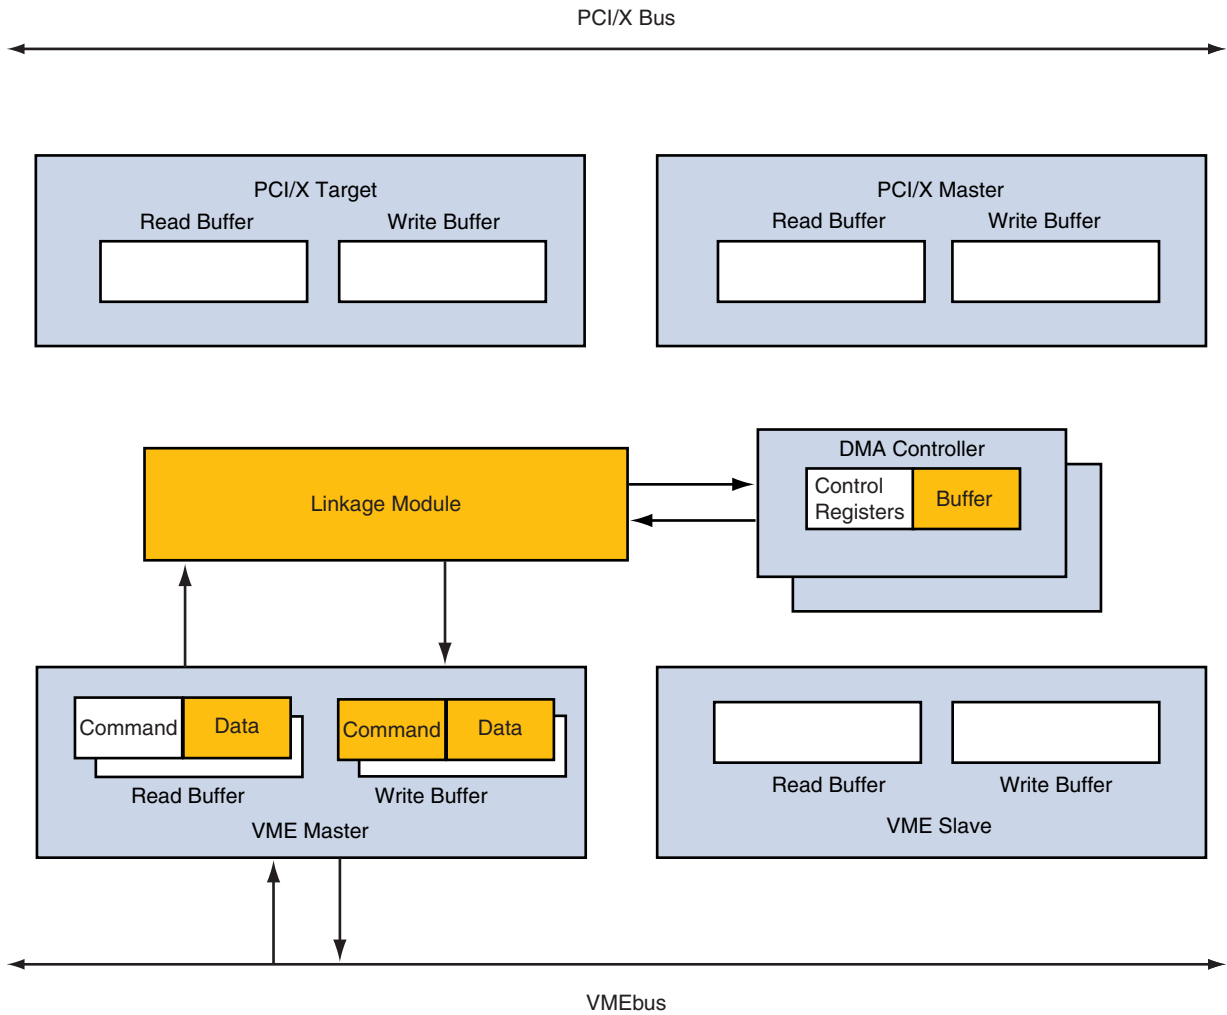 PCI/X Bus
PCI/X Target
Read Buffer
Write Buffer
PCI/X Master
Read Buffer
Write Buffer
Linkage Module
DMA Controller
Control
Registers
Buffer
Command
Data
Command
Data
Read Buffer
Write Buffer
VME Master
Read Buffer
Write Buffer
VME Slave
VMEbus